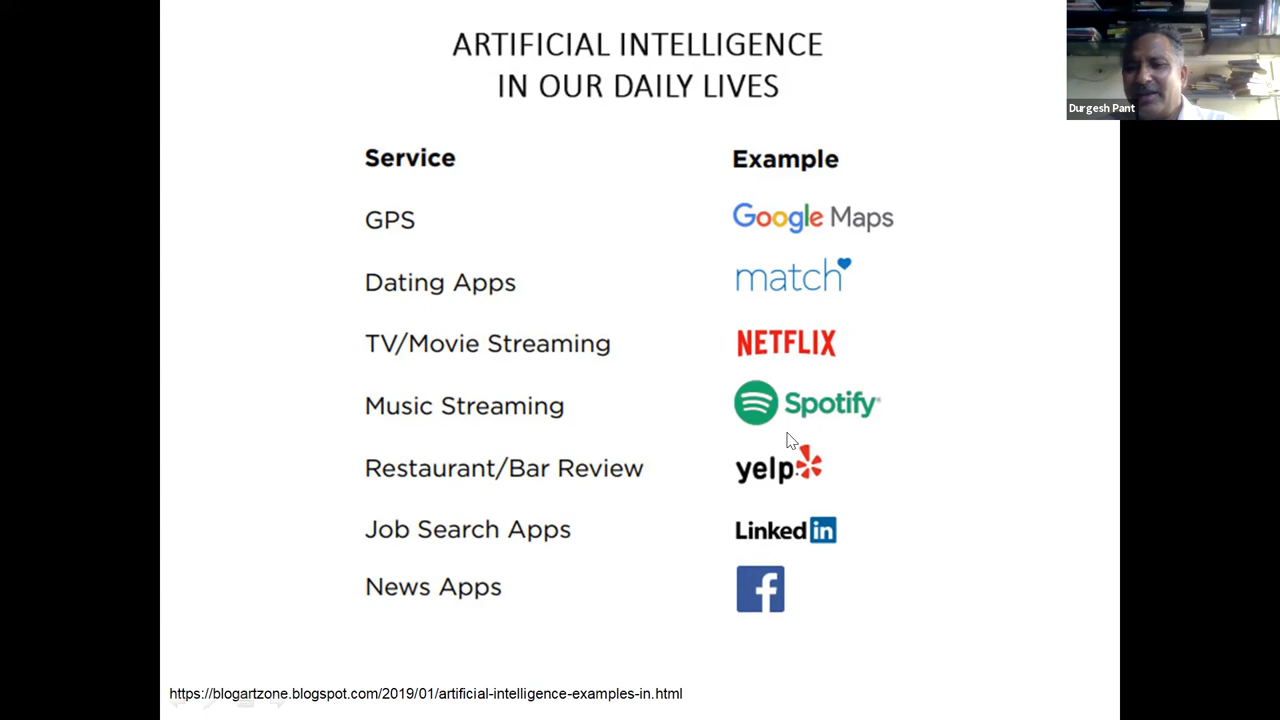 ARTIFICIAL INTELLIGENCE
IN OUR DAILY LIVES
Durgesh Pant
Service Example
GPS Google Maps
Dating Apps match
TV/Movie Streaming NETFLIX
Music Streaming Spotify
Restaurant/Bar Review yelp
Job Search Apps Linked in
News Apps f
https://blogartzone.blogspot.com/2019/01/artificial-intelligence-examples-in.html